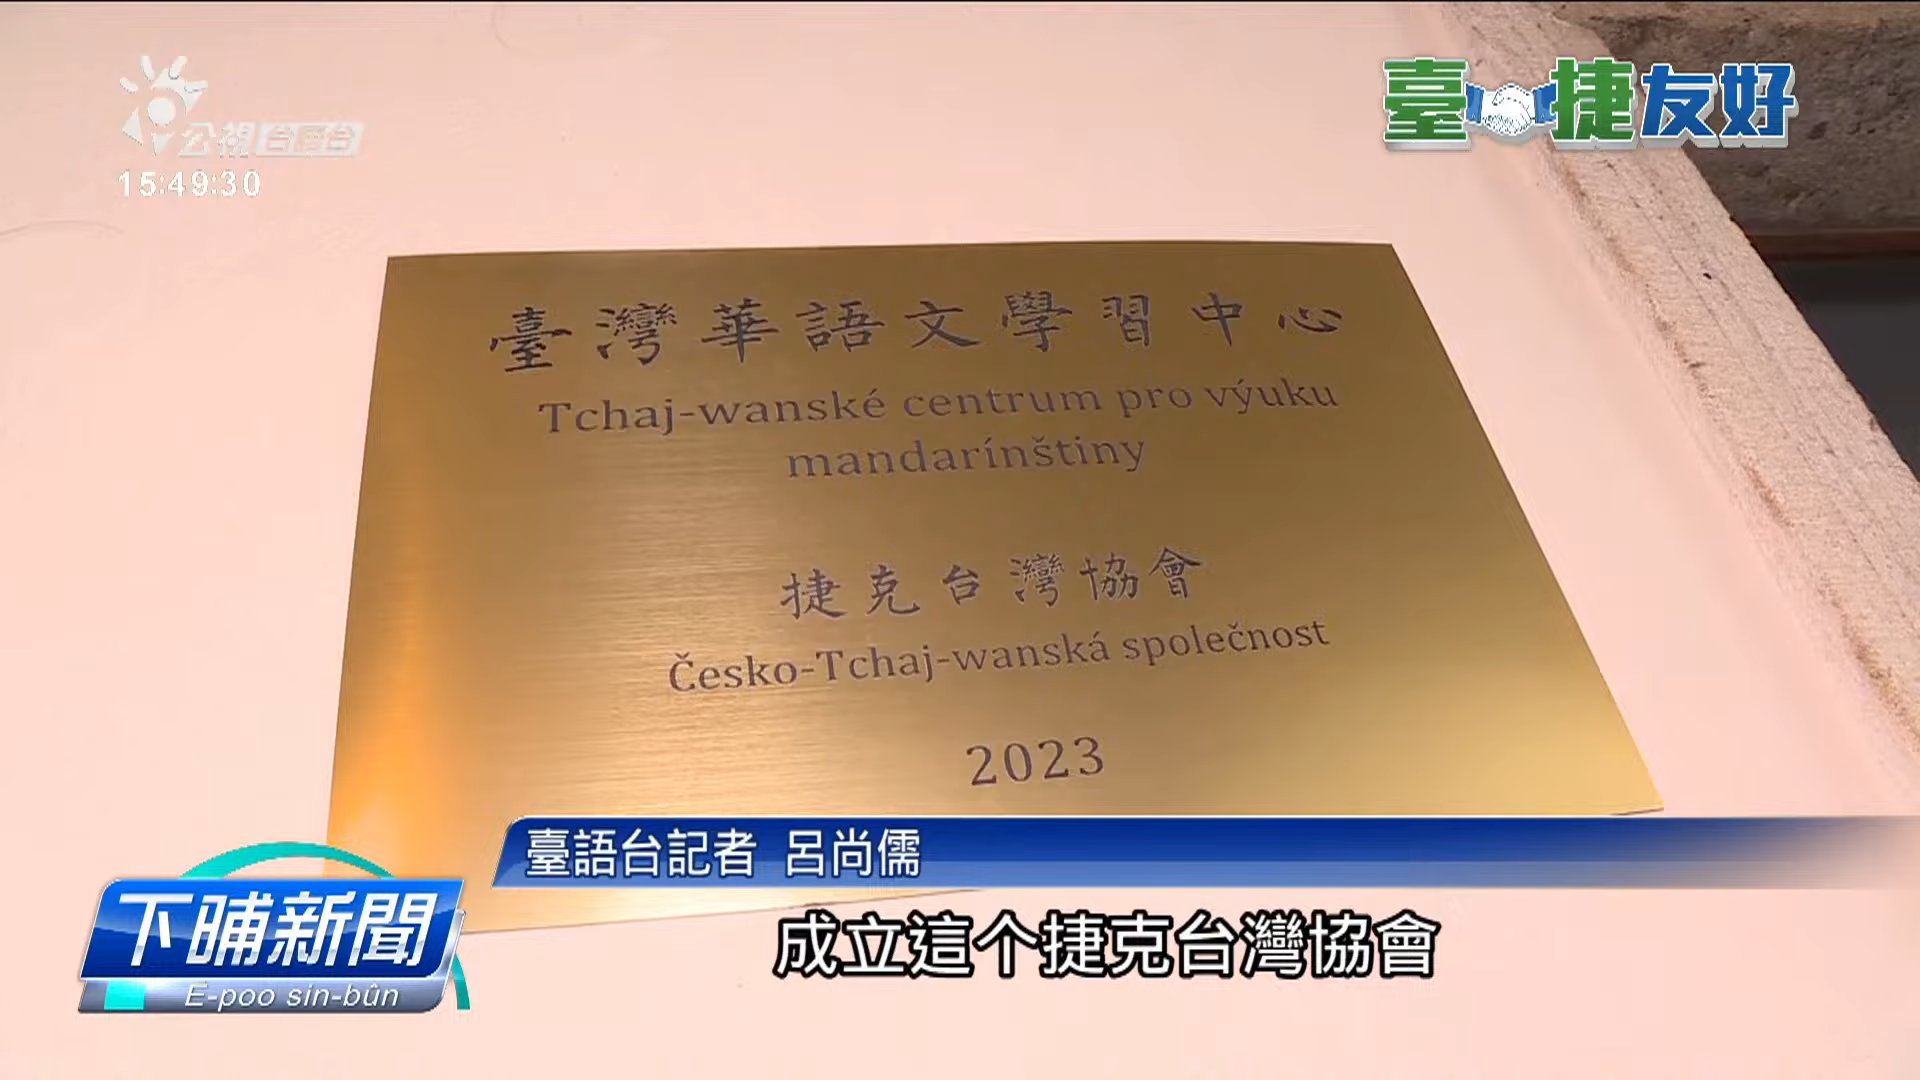 公視台語台
15:49:30
臺捷友好
臺灣華語文學習中心
Tchaj-wanské centrum pro výuku
mandarínštiny
捷克台灣協會
Česko-Tchaj-wanská společnost
2023
臺語台記者 呂尚儒
下晡新聞
E-poo sin-bûn
成立這个捷克台灣協會